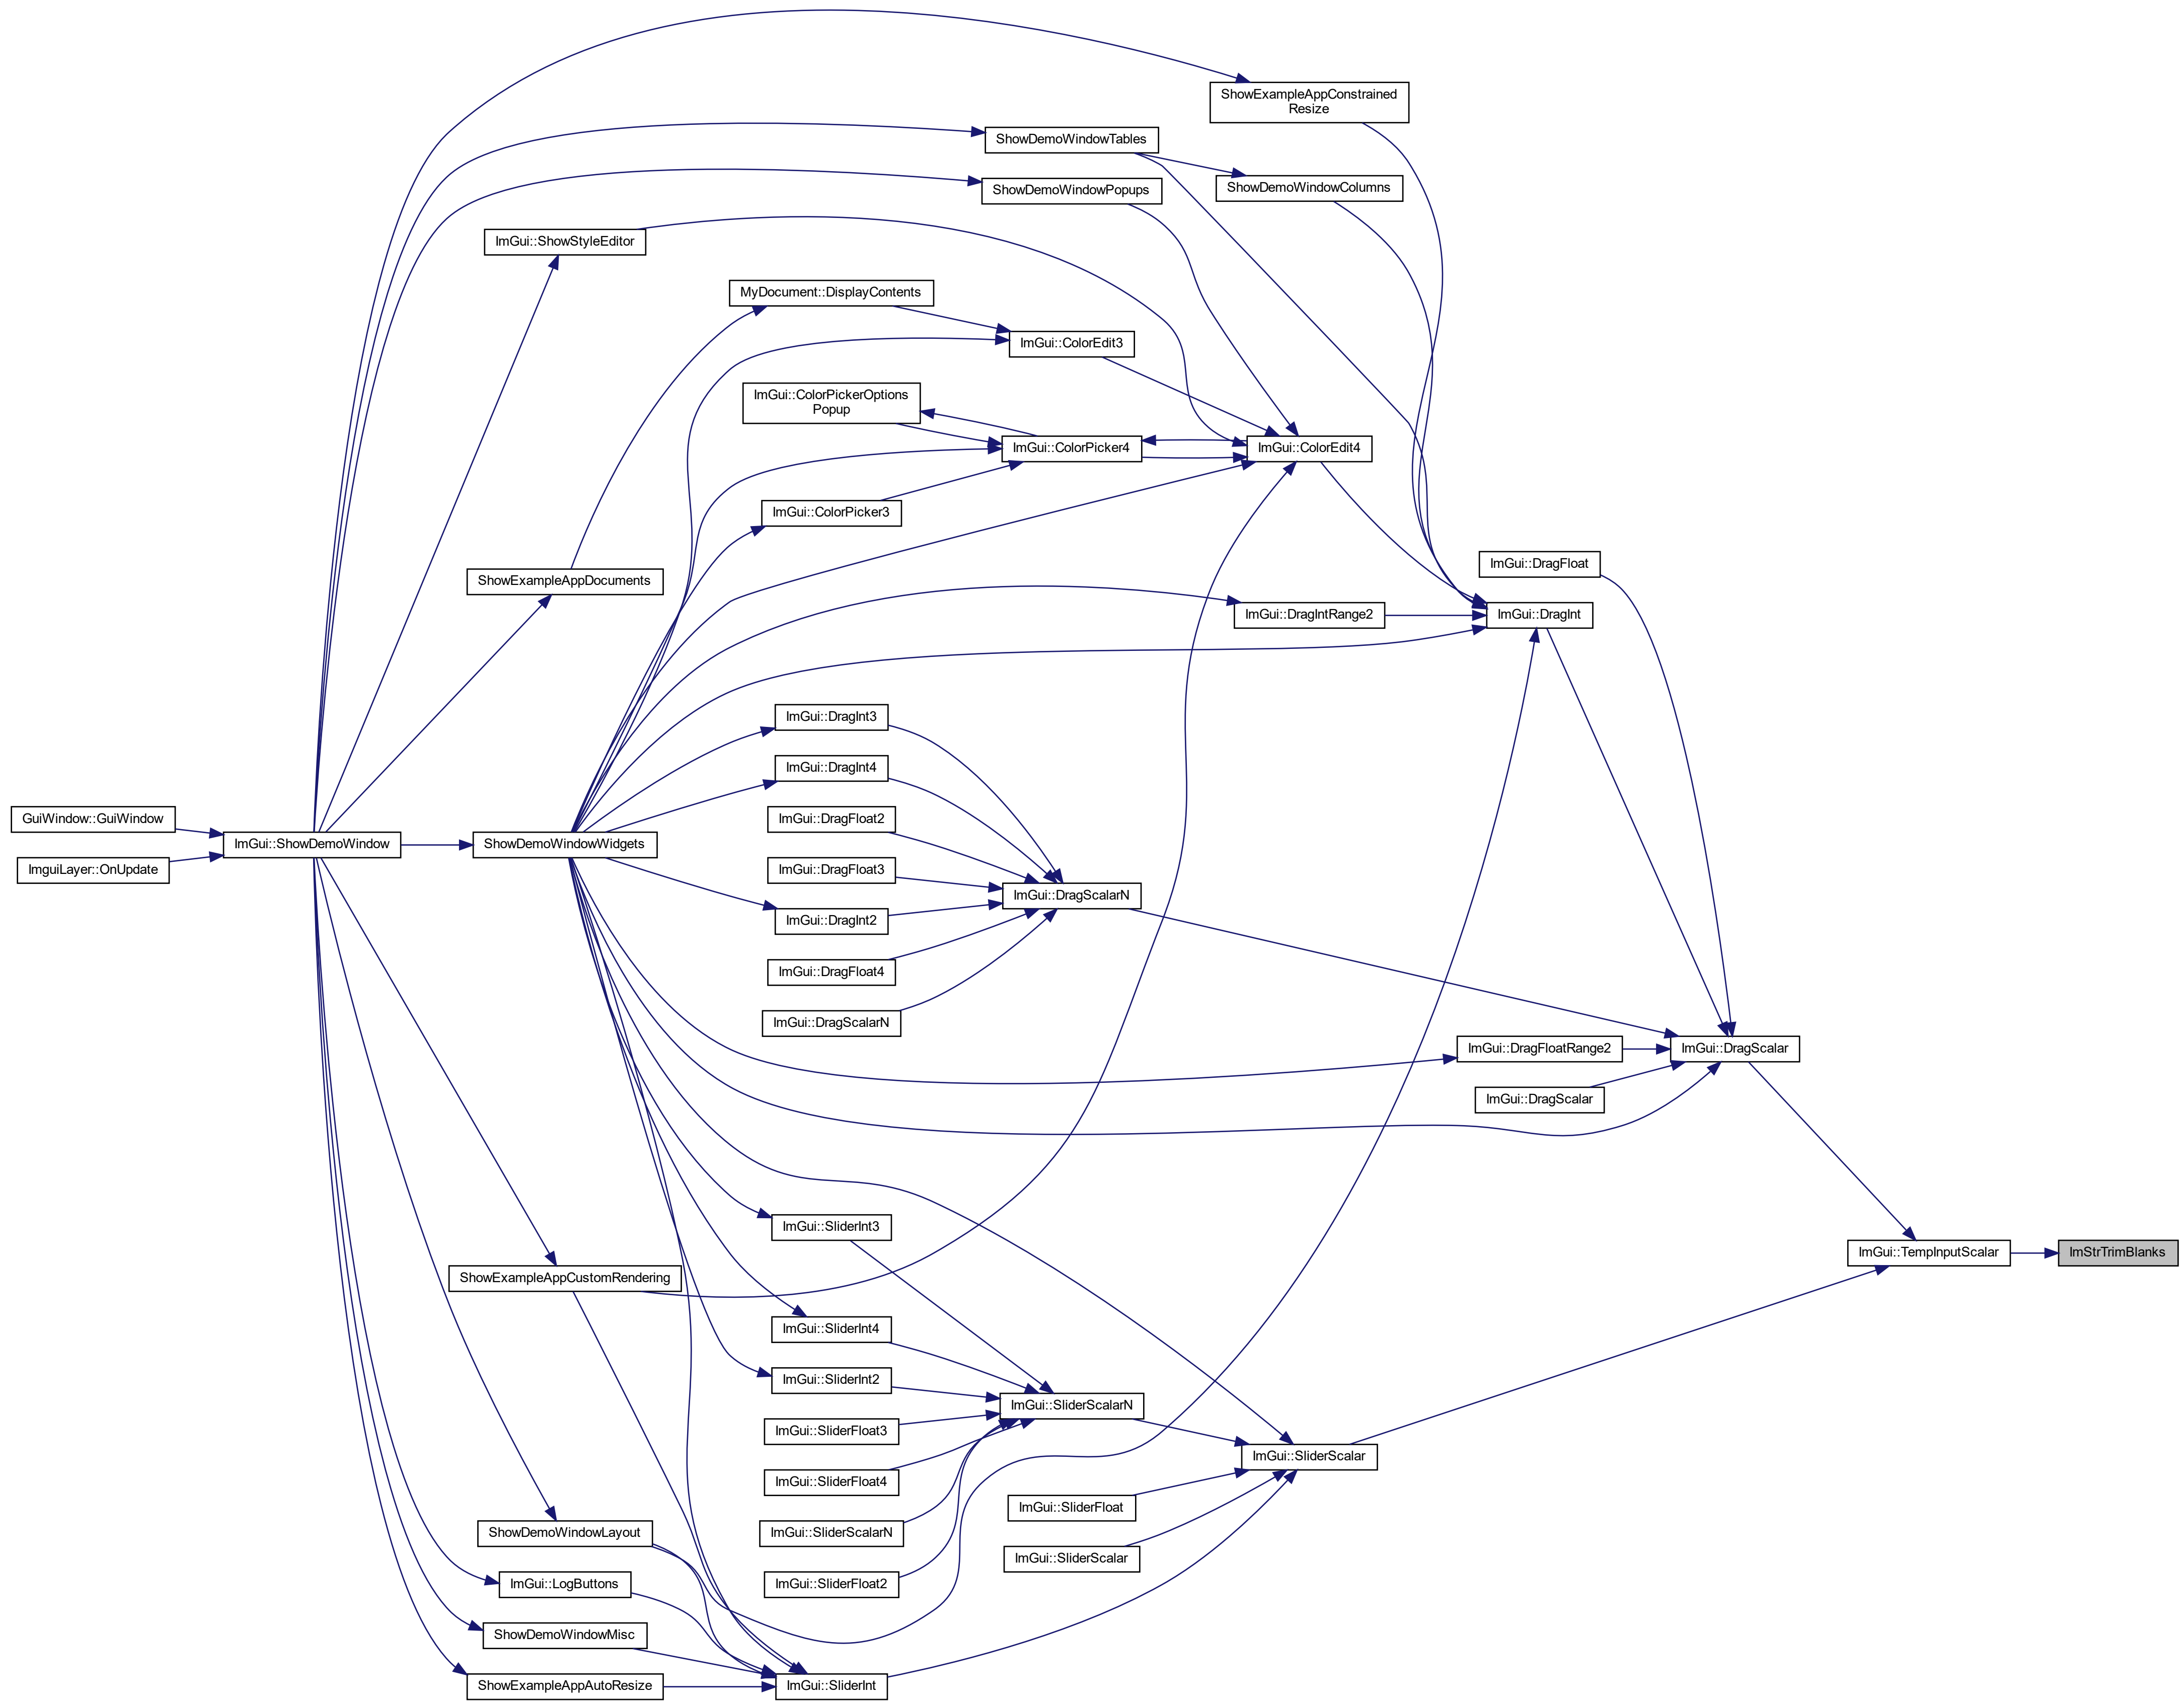 ShowExampleAppConstrained
Resize
ShowDemoWindowTables
ShowDemoWindowColumns
ShowDemoWindowPopups
ImGui::ShowStyleEditor
MyDocument::DisplayContents
ImGui::ColorEdit3
ImGui::ColorPickerOptions
Popup
ImGui::ColorPicker4
ImGui::ColorEdit4
ImGui::ColorPicker3
ImGui::DragFloat
ShowExampleAppDocuments
ImGui::DragIntRange2
ImGui::DragInt
ImGui::DragInt3
ImGui::DragInt4
GuiWindow::GuiWindow
ImGui::DragFloat2
ImGui::ShowDemoWindow
ShowDemoWindowWidgets
ImguiLayer::OnUpdate
ImGui::DragFloat3
ImGui::DragScalarN
ImGui::DragInt2
ImGui::DragFloat4
ImGui::DragScalarN
ImGui::DragFloatRange2
ImGui::DragScalar
ImGui::DragScalar
ImGui::SliderInt3
ImGui::TempInputScalar
ImStrTrimBlanks
ShowExampleAppCustomRendering
ImGui::SliderInt4
ImGui::SliderInt2
ImGui::SliderScalarN
ImGui::SliderFloat3
ImGui::SliderScalar
ImGui::SliderFloat4
ImGui::SliderFloat
ShowDemoWindowLayout
ImGui::SliderScalarN
ImGui::SliderScalar
ImGui::LogButtons
ImGui::SliderFloat2
ShowDemoWindowMisc
ShowExampleAppAutoResize
ImGui::SliderInt